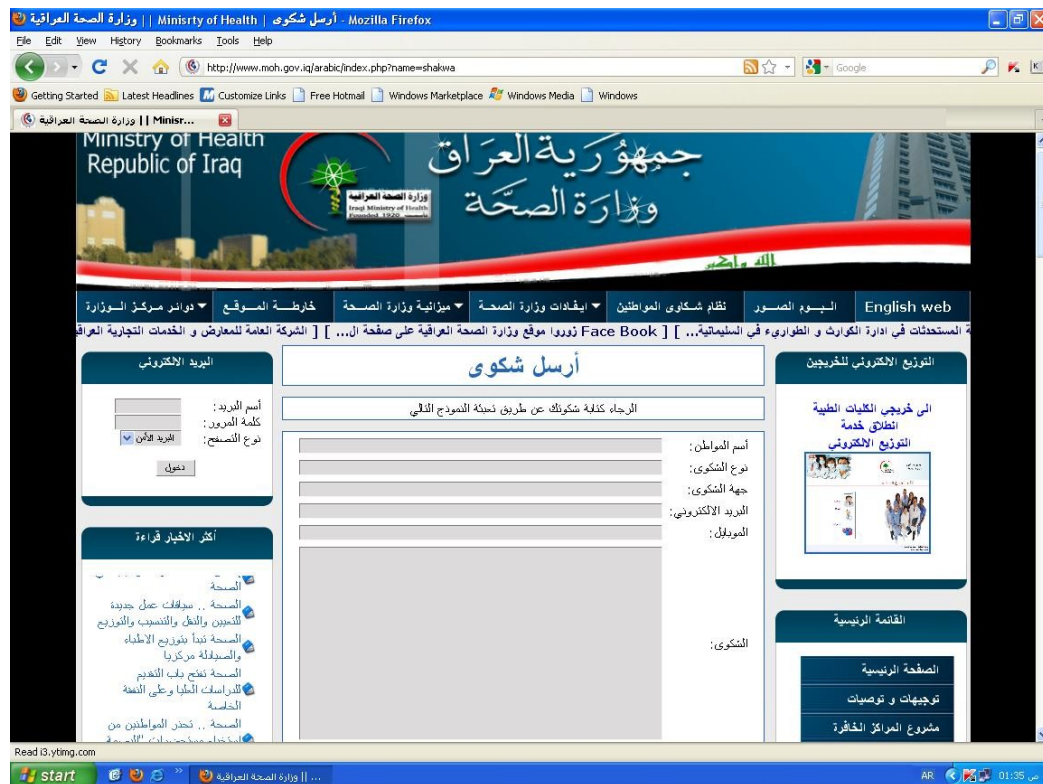 أرسل شكوى | Minisrty of Health || وزارة الصحة العراقية - Mozilla Firefox
File Edit View History Bookmarks Tools Help
http://www.moh.gov.iq/arabic/index.php?name=shakwa
Google
Getting Started Latest Headlines Customize Links Free Hotmail Windows Marketplace Windows Media Windows
وزارة الصحة العراقية || Minisr...
Ministry of Health
Republic of Iraq
جمهورية العراق
وزارة الصحة
وزارة الصحة العراقية
Iraqi Ministry of Health
Founded 1920
الله واكبر
English web
البـوم الصـور
نظام شكاوى المواطنين
ايفادات وزارة الصحة
ميزانية وزارة الصحة
خارطـة الموقـع
دوائر مـركـز الـوزارة
المستحدثات في ادارة الكوارث و الطواريء في السليمانية... ] [ Face Book زوروا موقع وزارة الصحة العراقية على صفحة ال... ] [ الشركة العامة للمعارض و الخدمات التجارية
التوزيع الالكتروني للخريجين
الى خريجي الكليات الطبية
انطلاق خدمة
التوزيع الالكتروني
القائمة الرئيسية
الصفحة الرئيسية
توجيهات و توصيات
مشروع المراكز الخافرة
أرسل شكوى
الرجاء كتابة شكوتك عن طريق تعبئة النموذج التالي
أسم المواطن:
نوع الشكوى:
جهة الشكوى:
البريد الالكتروني:
الموبايل:
الشكوى:
البريد الالكتروني
أسم البريد:
كلمة المرور:
نوع التصفح: البريد الآمن
دخول
أكثر الاخبار قراءة
الصحة
الصحة .. سياقات عمل جديدة
للتعيين والنقل والتنسيب والتوزيع
الصحة تبدأ بتوزيع الاطباء
والصيادلة مركزيا
الصحة تفتح باب التقديم
للدراسات العليا وعلى النفقة
الخاصة
الصحة .. تحذر المواطنين من
Read i3.ytimg.com
start
وزارة الصحة العراقية || ...
AR
01:35 ص